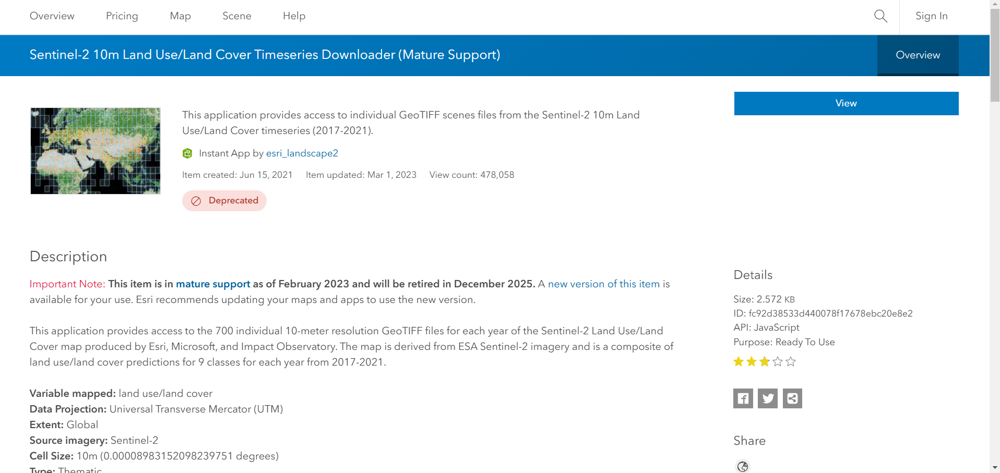 Overview Pricing Map Scene Help Sign In
Sentinel-2 10m Land Use/Land Cover Timeseries Downloader (Mature Support) Overview
View
This application provides access to individual GeoTIFF scenes files from the Sentinel-2 10m Land
Use/Land Cover timeseries (2017-2021).
Instant App by esri_landscape2
Item created: Jun 15, 2021 Item updated: Mar 1, 2023 View count: 478,058
Deprecated
Description
Important Note: This item is in mature support as of February 2023 and will be retired in December 2025. A new version of this item is
available for your use. Esri recommends updating your maps and apps to use the new version.
This application provides access to the 700 individual 10-meter resolution GeoTIFF files for each year of the Sentinel-2 Land Use/Land
Cover map produced by Esri, Microsoft, and Impact Observatory. The map is derived from ESA Sentinel-2 imagery and is a composite of
land use/land cover predictions for 9 classes for each year from 2017-2021.
Variable mapped: land use/land cover
Data Projection: Universal Transverse Mercator (UTM)
Extent: Global
Source imagery: Sentinel-2
Cell Size: 10m (0.00008983152098239751 degrees)
Type: Thematic
Details
Size: 2.572 KB
ID: fc92d38533d440078f17678ebc20e8e2
API: JavaScript
Purpose: Ready To Use
Share